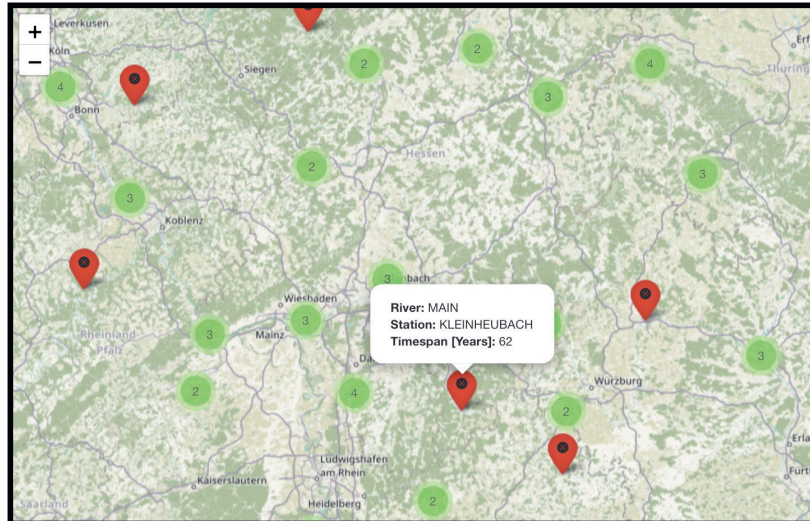 Leverkusen
+
Köln
−
2
2
4
Siegen
Thüring
4
3
Bonn
2
Hessen
3
3
Koblenz
3
bach
Wiesbaden
3
Mainz
Rheinland-
Pfalz
3
River: MAIN
Station: KLEINHEUBACH
Timespan [Years]: 62
3
2
4
Da
Würzburg
2
Ludwigshafen
am Rhein
Kaiserslautern
Heidelberg
2
Saarland
Erla
Fürt
Erf